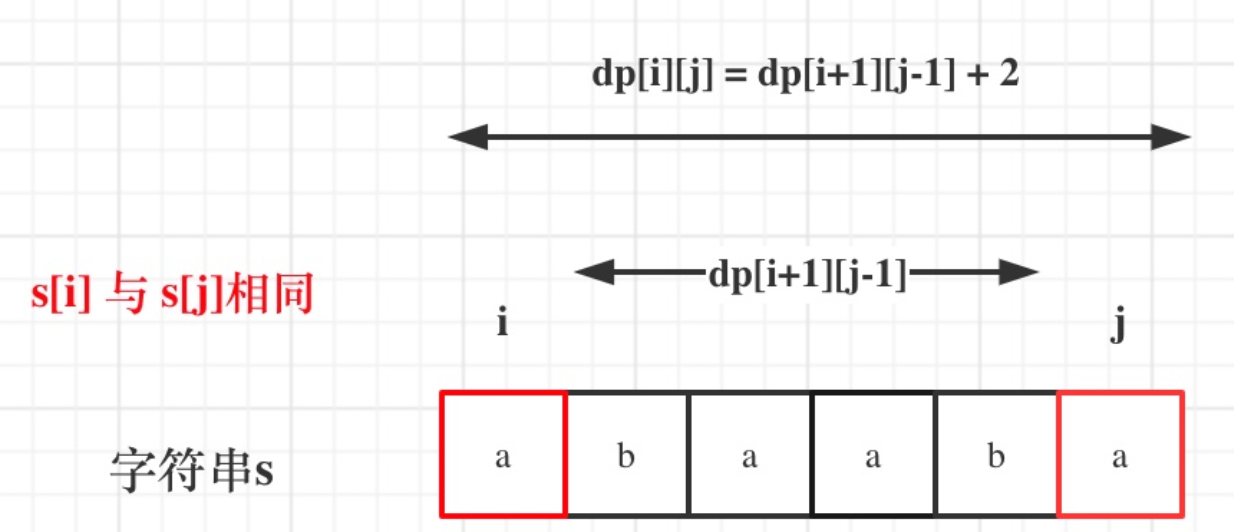 dp[i][j] = dp[i+1][j-1] + 2
dp[i+1][j-1]
s[i] 与 s[j]相同
i j
字符串s
a b a a b a